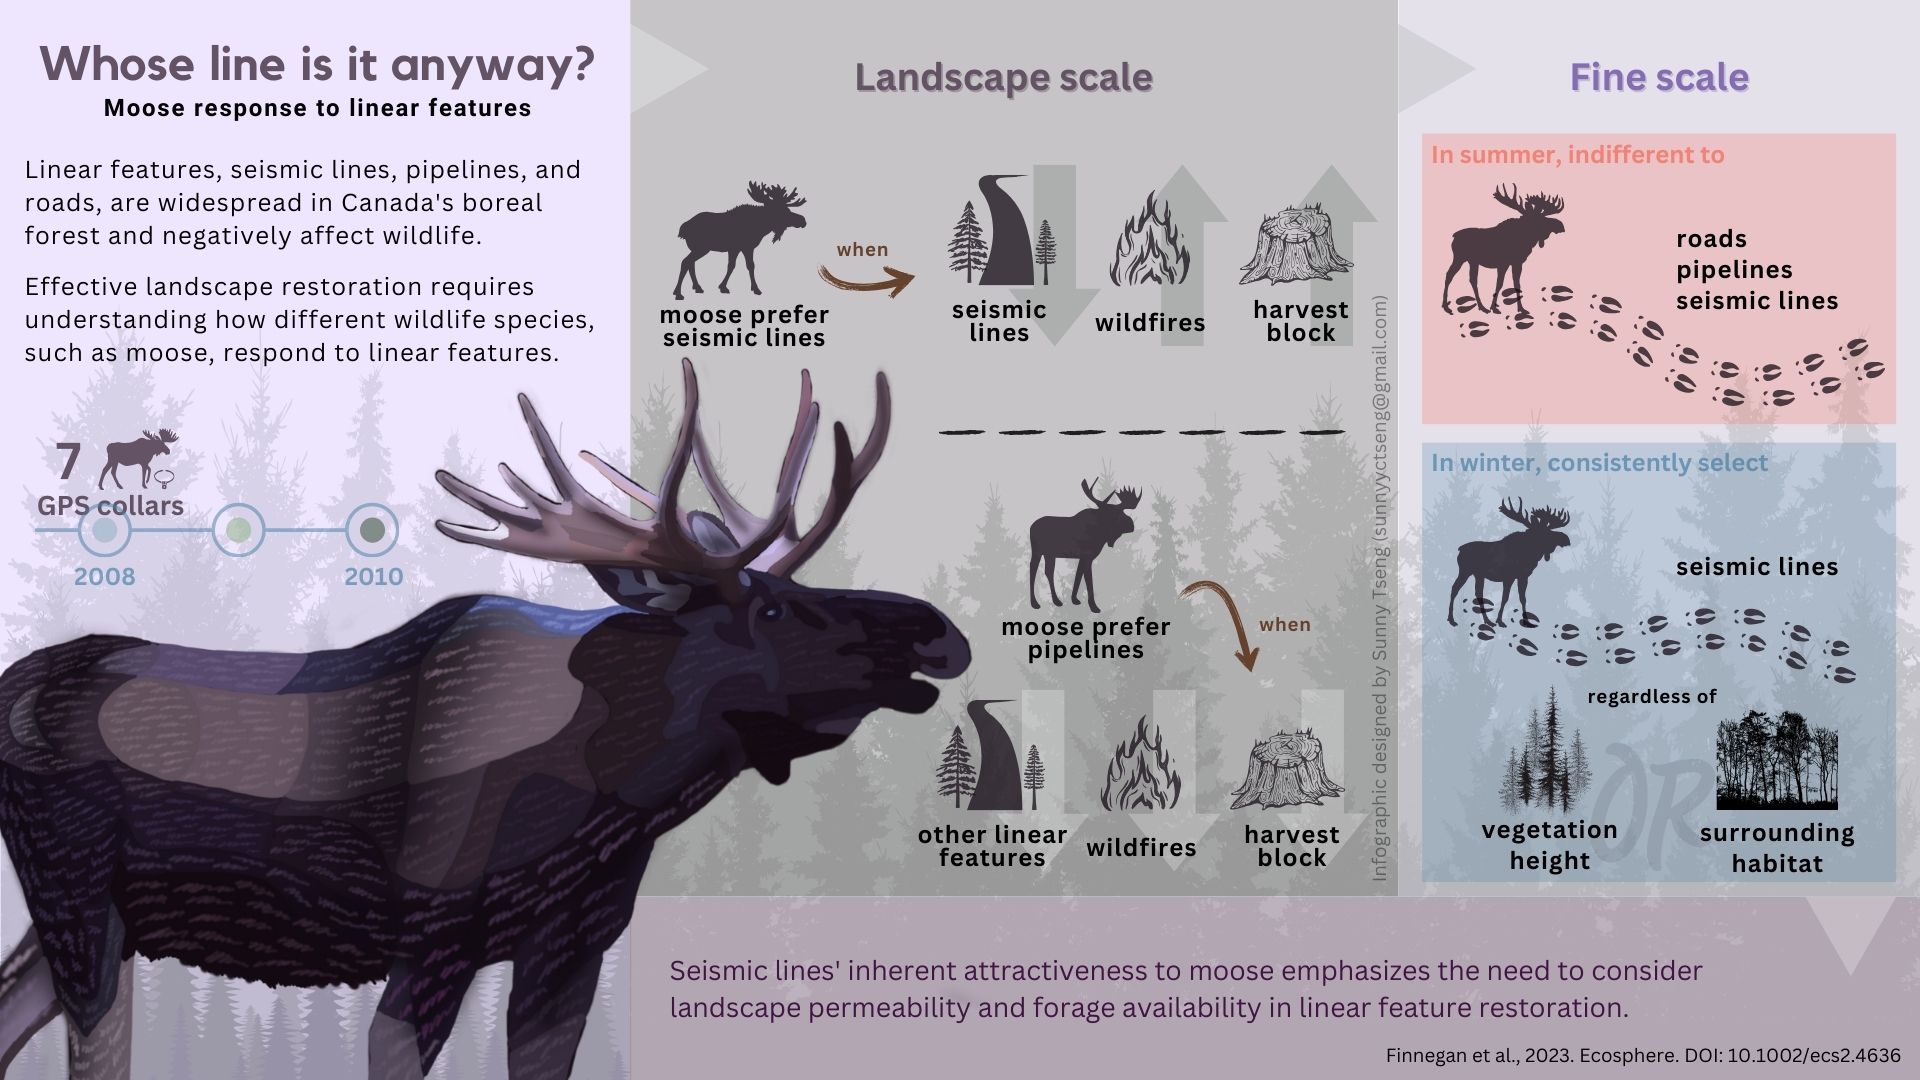 Whose line is it anyway?
Moose response to linear features
Linear features, seismic lines, pipelines, and
roads, are widespread in Canada's boreal
forest and negatively affect wildlife.
Effective landscape restoration requires
understanding how different wildlife species,
such as moose, respond to linear features.
7
GPS collars
2008
2010
Landscape scale
moose prefer
seismic lines
when
seismic
lines
wildfires
harvest
block
moose prefer
pipelines
when
other linear
features
wildfires
harvest
block
Infographic designed by Sunny Tseng (sunnyyctseng@gmail.com)
Fine scale
In summer, indifferent to
roads
pipelines
seismic lines
In winter, consistently select
seismic lines
regardless of
vegetation
height
OR
surrounding
habitat
Seismic lines' inherent attractiveness to moose emphasizes the need to consider
landscape permeability and forage availability in linear feature restoration.
Finnegan et al., 2023. Ecosphere. DOI: 10.1002/ecs2.4636